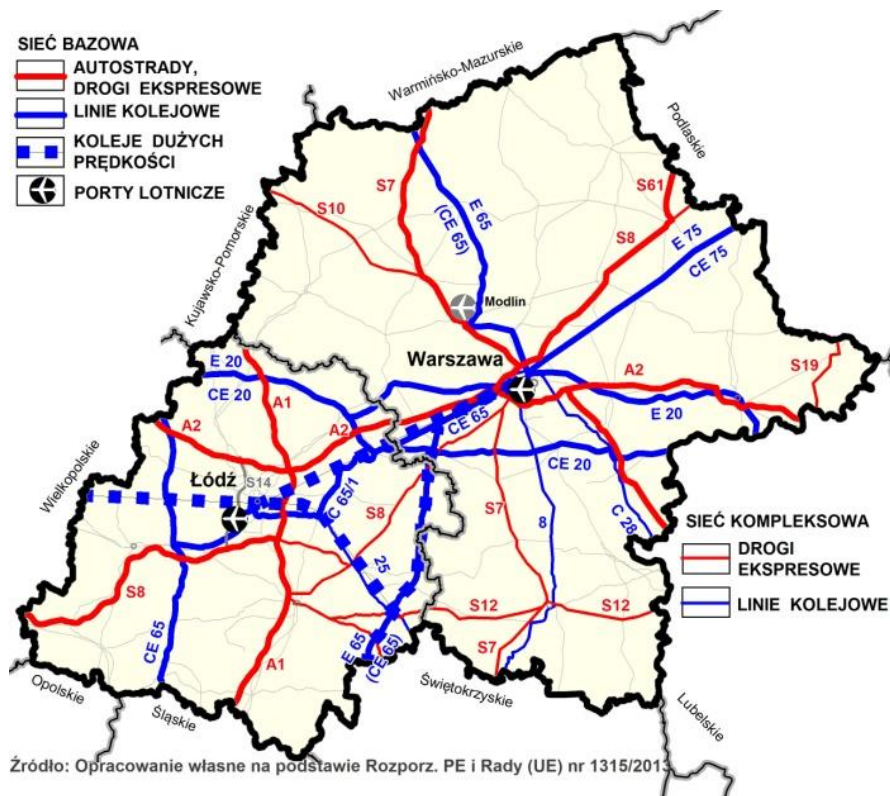 SIEĆ BAZOWA
AUTOSTRADY,
DROGI EKSPRESOWE
LINIE KOLEJOWE
KOLEJE DUŻYCH
PRĘDKOŚCI
PORTY LOTNICZE
Warmińsko-Mazurskie
Podlaskie
Kujawsko-Pomorskie
S7
S10
E 65
(CE 65)
S61
S8
E 75
CE 75
Modlin
Warszawa
S19
A2
E 20
CE 20
E 20
A1
A2
A2
CE 65
CE 20
Wielkopolskie
Łódź
S14
C 65/1
S8
S7
8
C 28
25
S8
CE 65
A1
E 65
(CE 65)
S12
S12
S7
SIEĆ KOMPLEKSOWA
DROGI
EKSPRESOWE
LINIE KOLEJOWE
Opolskie
Śląskie
Świętokrzyskie
Lubelskie
Źródło: Opracowanie własne na podstawie Rozporz. PE i Rady (UE) nr 1315/2013